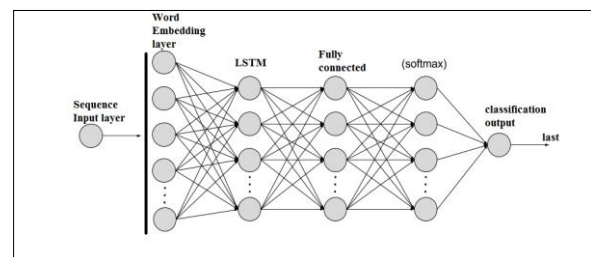 Word
Embedding
layer
LSTM
Fully
connected
(softmax)
Sequence
Input layer
classification
output
last